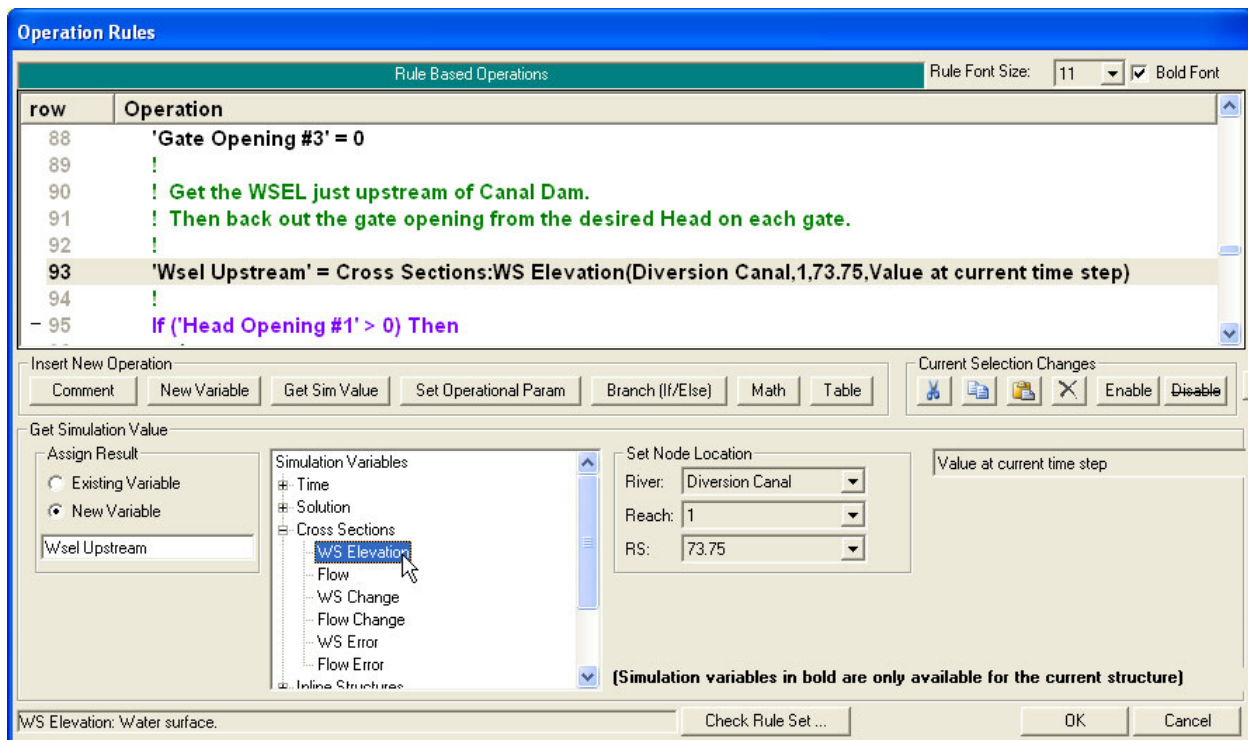 Operation Rules
Rule Based Operations
Rule Font Size: 11 Bold Font
row Operation
88 'Gate Opening #3' = 0
89 !
90 ! Get the WSEL just upstream of Canal Dam.
91 ! Then back out the gate opening from the desired Head on each gate.
92 !
93 'Wsel Upstream' = Cross Sections:WS Elevation(Diversion Canal,1,73.75,Value at current time step)
94 !
95 If ('Head Opening #1' > 0) Then
Insert New Operation
Comment New Variable Get Sim Value Set Operational Param Branch (If/Else) Math Table
Current Selection Changes
Enable Disable
Get Simulation Value
Assign Result
Existing Variable
New Variable
Wsel Upstream
Simulation Variables
Time
Solution
Cross Sections
WS Elevation
Flow
WS Change
Flow Change
WS Error
Flow Error
Inline Structures
Set Node Location
River: Diversion Canal
Reach: 1
RS: 73.75
Value at current time step
(Simulation variables in bold are only available for the current structure)
WS Elevation: Water surface.
Check Rule Set ...
OK Cancel